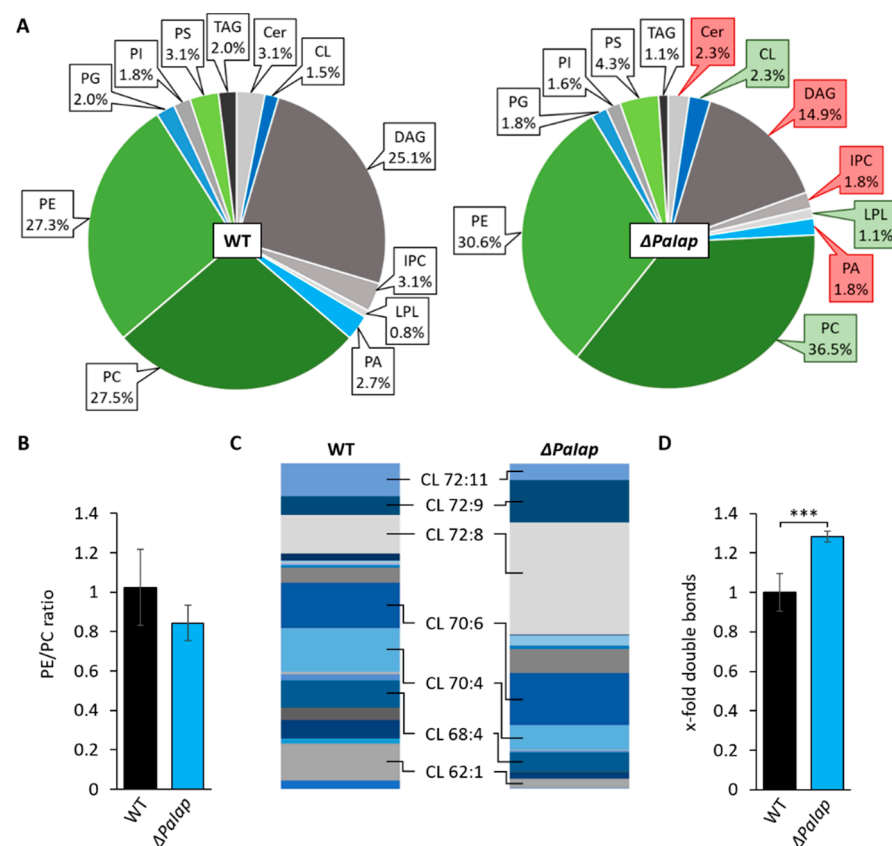 A
PS
3.1%
TAG
2.0%
Cer
3.1%
CL
1.5%
PI
1.8%
PG
2.0%
DAG
25.1%
PE
27.3%
WT
IPC
3.1%
LPL
0.8%
PA
2.7%
PC
27.5%
PS
4.3%
TAG
1.1%
Cer
2.3%
CL
2.3%
PI
1.6%
PG
1.8%
DAG
14.9%
IPC
1.8%
PE
30.6%
ΔPalap
LPL
1.1%
PA
1.8%
PC
36.5%
B
PE/PC ratio
1.4
1.2
1
0.8
0.6
0.4
0.2
0
WT
ΔPalap
C
WT
ΔPalap
CL 72:11
CL 72:9
CL 72:8
CL 70:6
CL 70:4
CL 68:4
CL 62:1
D
x-fold double bonds
1.4
1.2
1
0.8
0.6
0.4
0.2
0
***
WT
ΔPalap